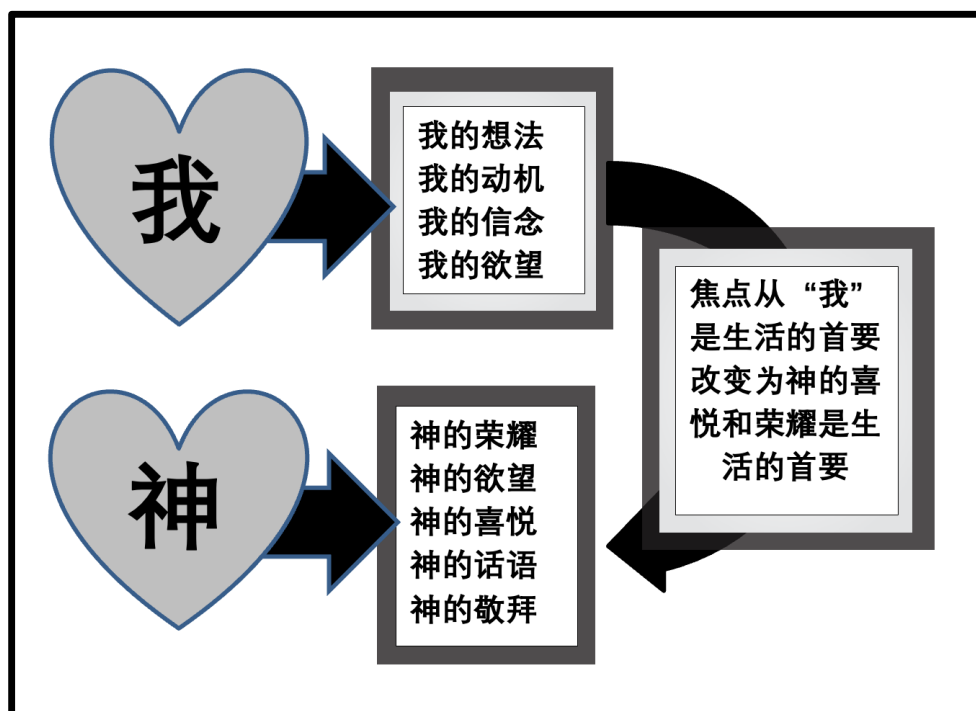 我
我的想法
我的动机
我的信念
我的欲望
焦点从 “我”
是生活的首要
改变为神的喜
悦和荣耀是生
活的首要
神
神的荣耀
神的欲望
神的喜悦
神的话语
神的敬拜